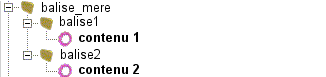 balise_mere
balise1
contenu 1
balise2
contenu 2